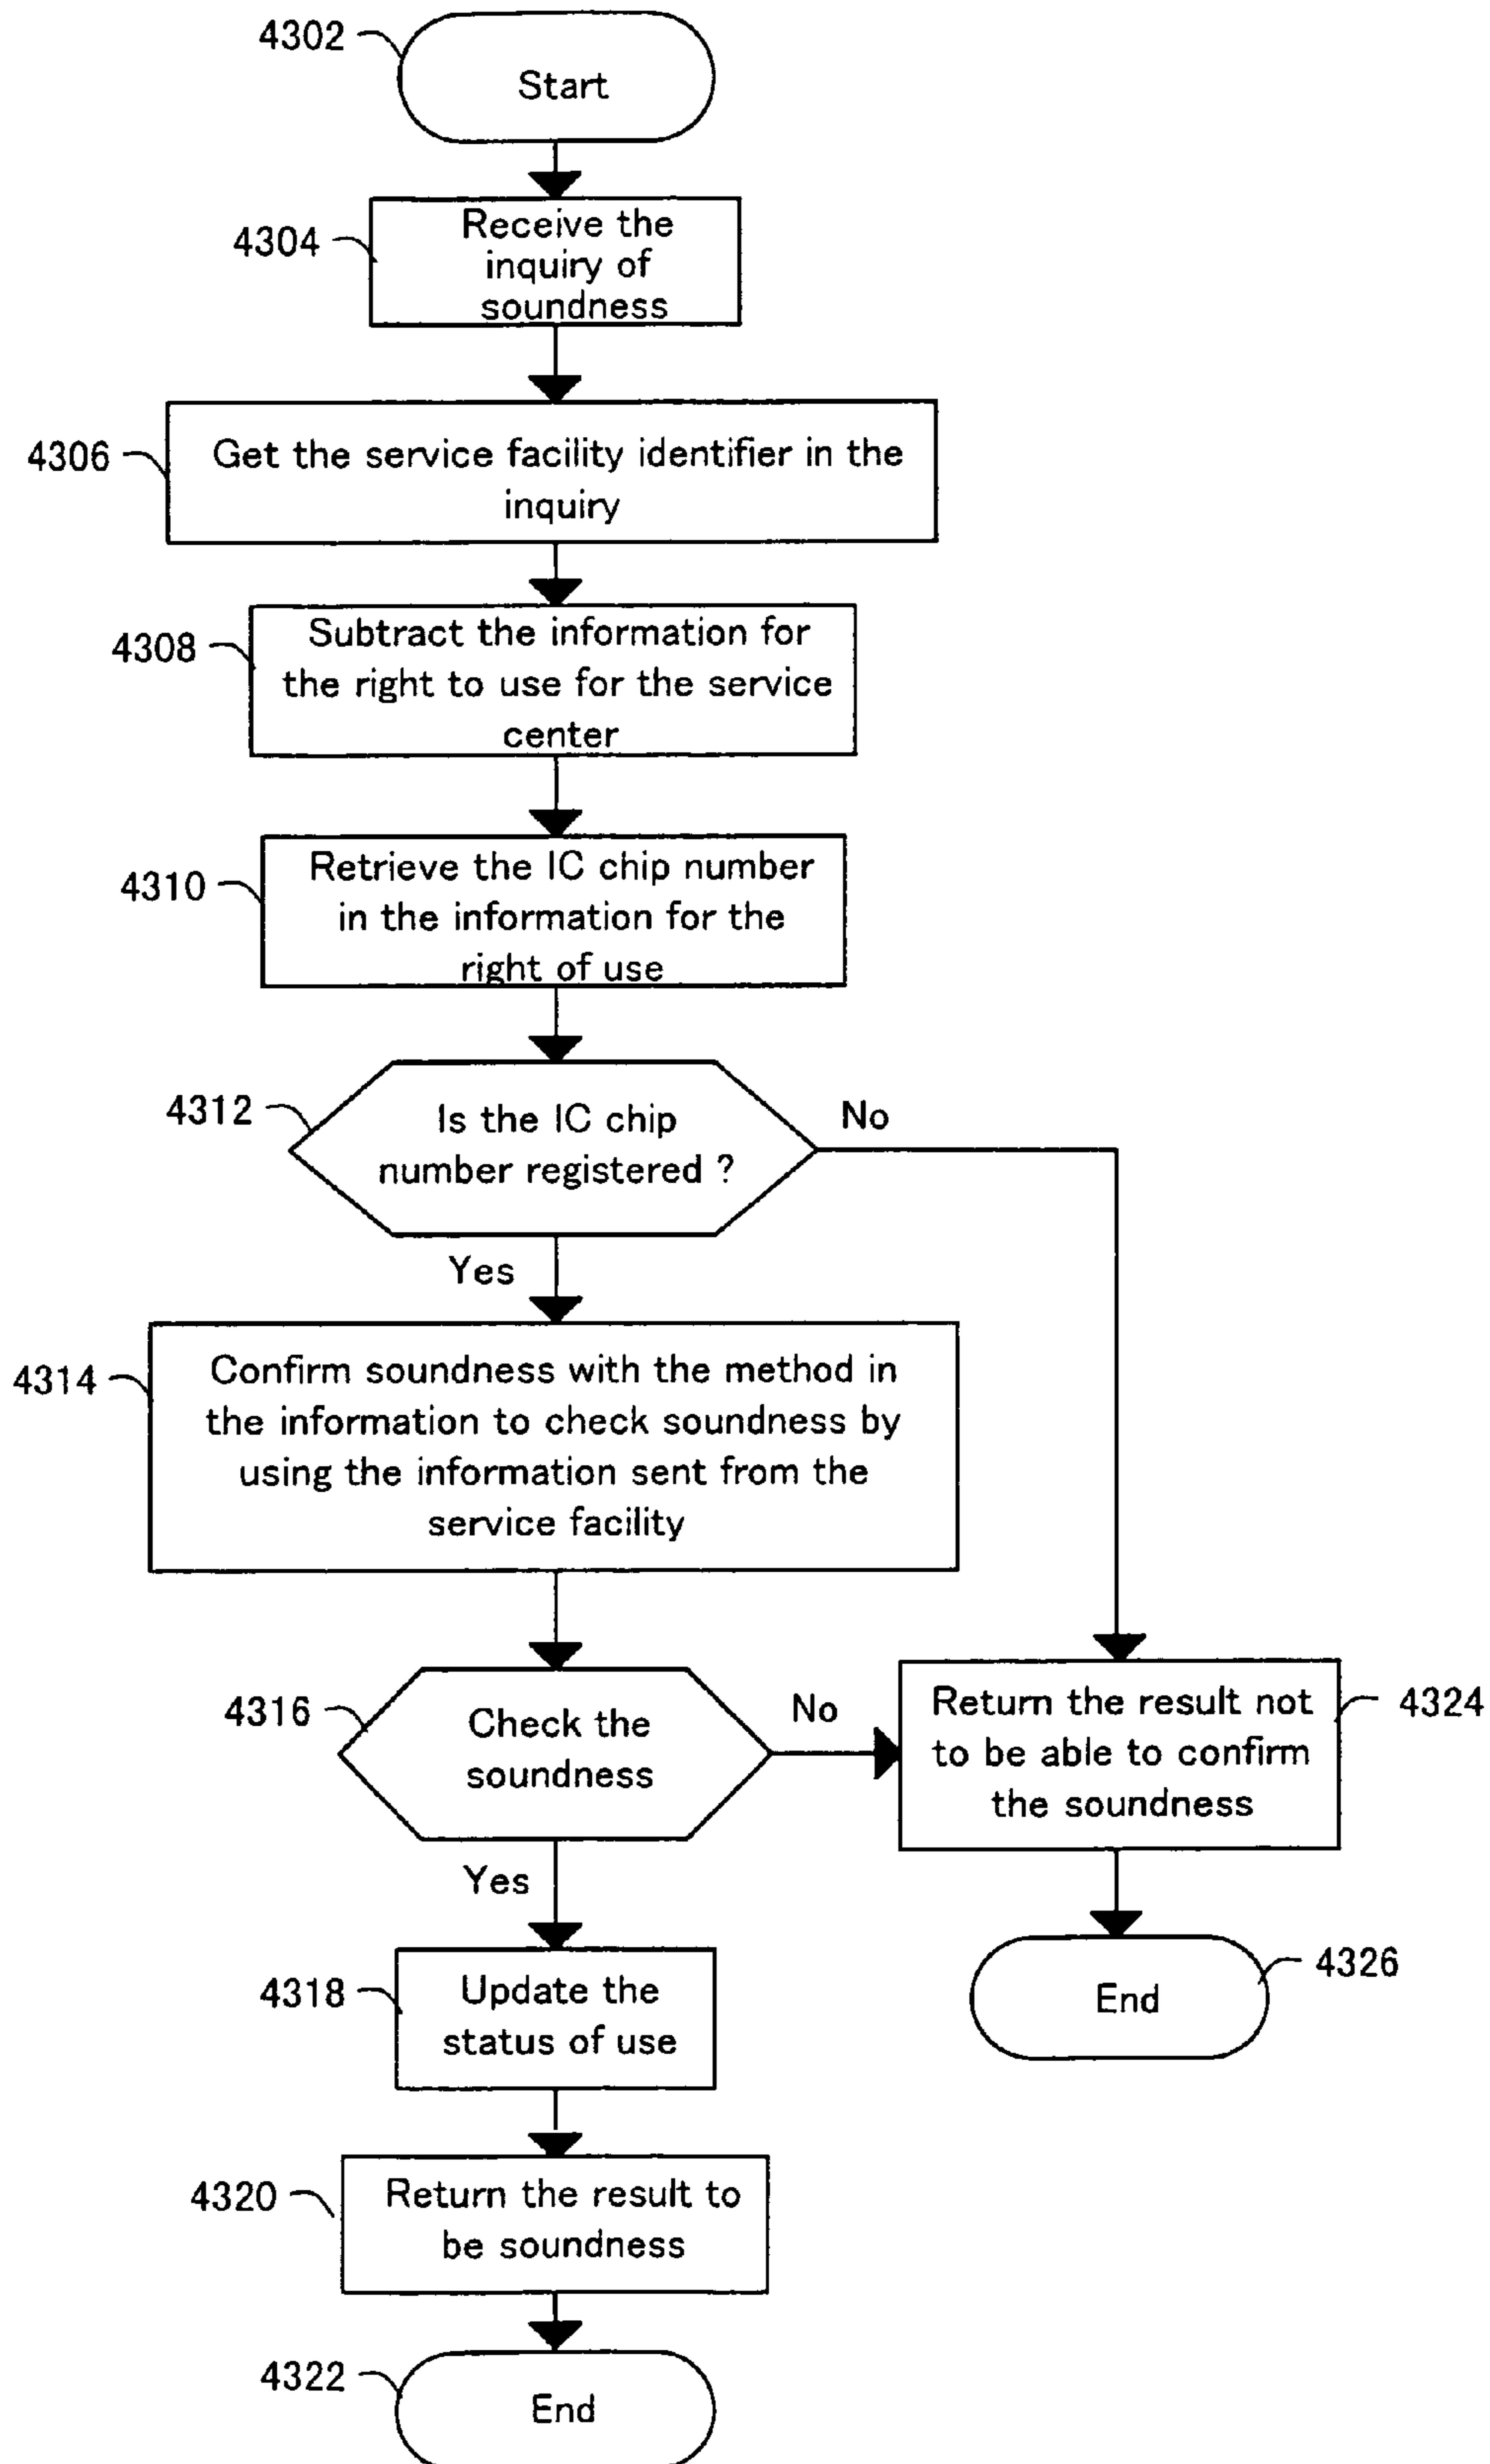 4302
Start
4304
Receive the
inquiry of
soundness
4306
Get the service facility identifier in the
inquiry
4308
Subtract the information for
the right to use for the service
center
4310
Retrieve the IC chip number
in the information for the
right of use
4312
Is the IC chip
number registered ?
No
Yes
4314
Confirm soundness with the method in
the information to check soundness by
using the information sent from the
service facility
4316
Check the
soundness
No
Return the result not
to be able to confirm
the soundness
4324
Yes
4318
Update the
status of use
End
4326
4320
Return the result to
be soundness
4322
End